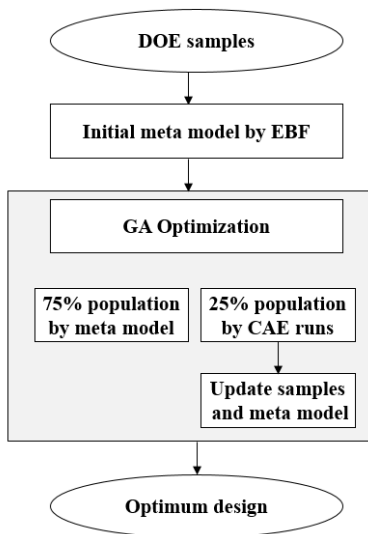 DOE samples
Initial meta model by EBF
GA Optimization
75% population
by meta model
25% population
by CAE runs
Update samples
and meta model
Optimum design